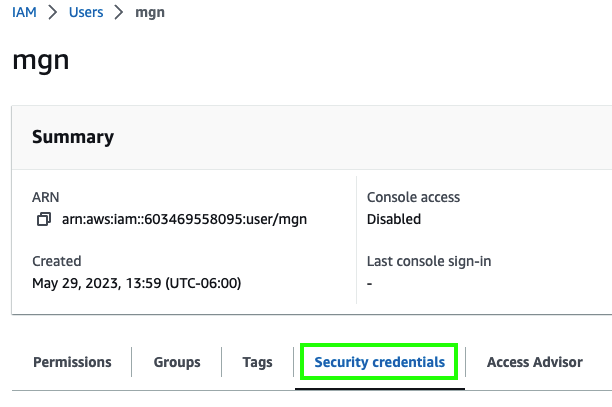 IAM > Users > mgn
mgn
Summary
ARN
arn:aws:iam::603469558095:user/mgn
Created
May 29, 2023, 13:59 (UTC-06:00)
Console access
Disabled
Last console sign-in
-
Permissions Groups Tags Security credentials Access Advisor